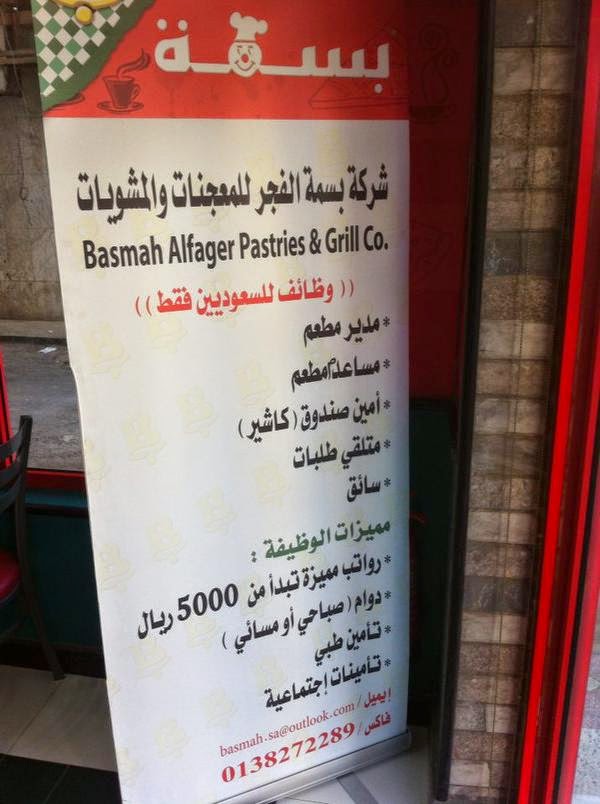 بسمة
شركة بسمة الفجر للمعجنات والمشويات
Basmah Alfager Pastries & Grill Co.
(( وظائف للسعوديين فقط ))
* مدير مطعم
* مساعد م مطعم
* أمين صندوق ( كاشير )
* متلقي طلبات
* سائق
مميزات الوظيفة :
* رواتب مميزة تبدأ من 5000 ريال
* دوام ( صباحي أو مسائي )
* تأمين طبي
* تأمينات إجتماعية
إيميل / basmah.sa@outlook.com
فاكس / 0138272289